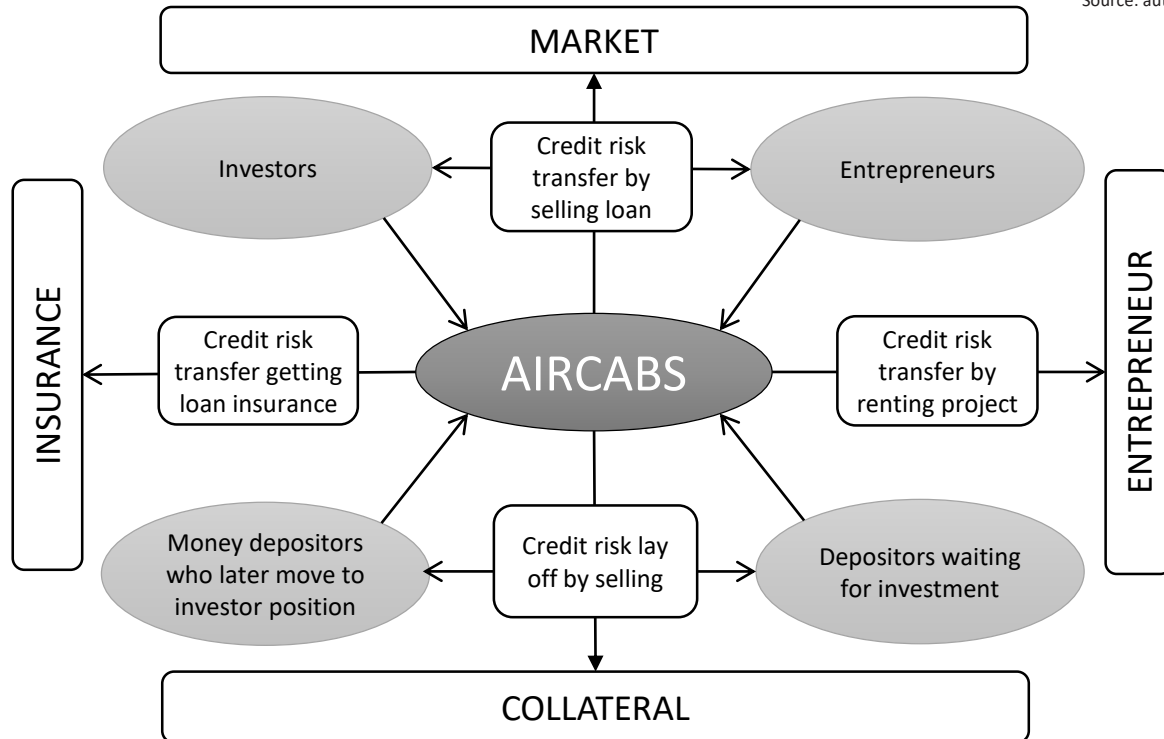 Source:
MARKET
Investors
Credit risk
transfer by
selling loan
Entrepreneurs
INSURANCE
Credit risk
transfer getting
loan insurance
AIRCABS
Credit risk
transfer by
renting project
ENTREPRENEUR
Money depositors
who later move to
investor position
Credit risk lay
off by selling
Depositors waiting
for investment
COLLATERAL